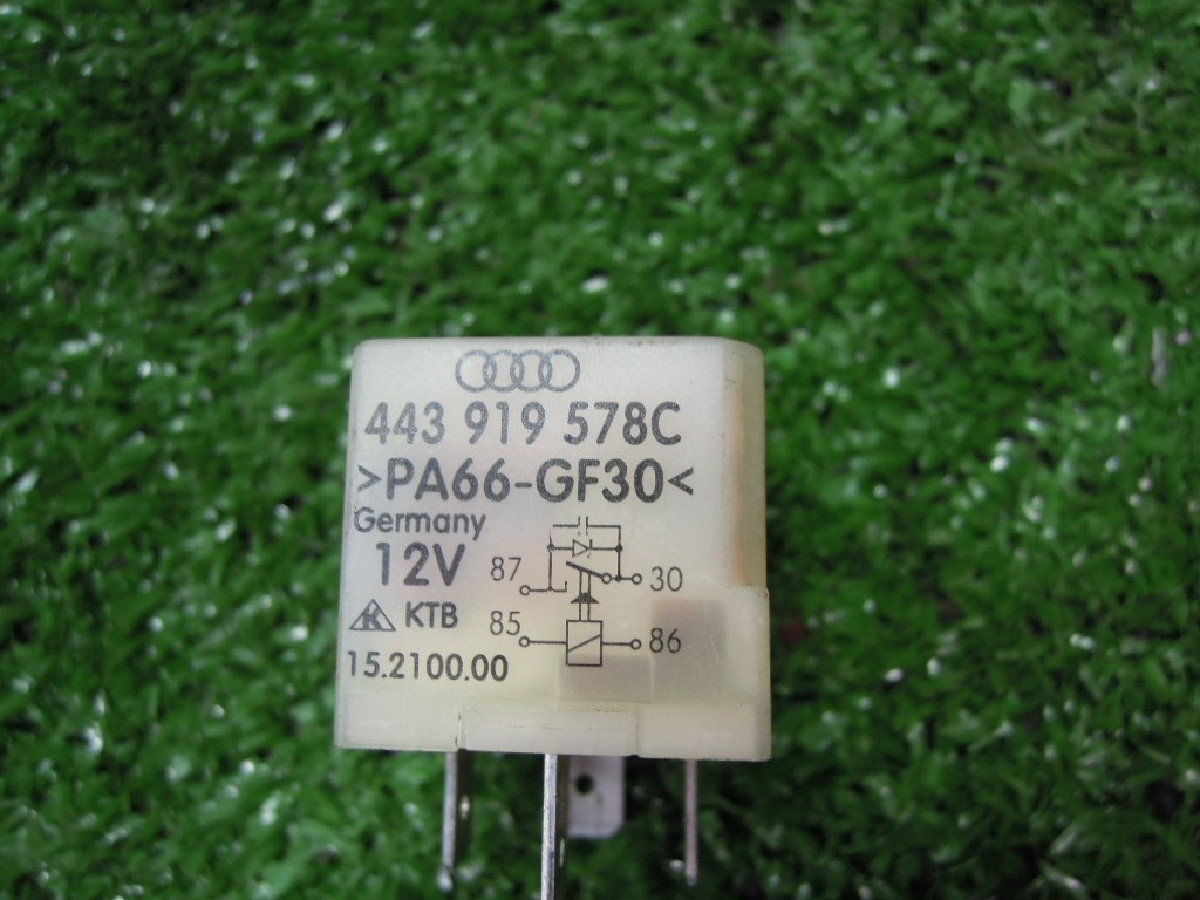 443 919 578C
>PA66-GF30<
Germany
12V
87 30
KTB
85 86
15.2100.00